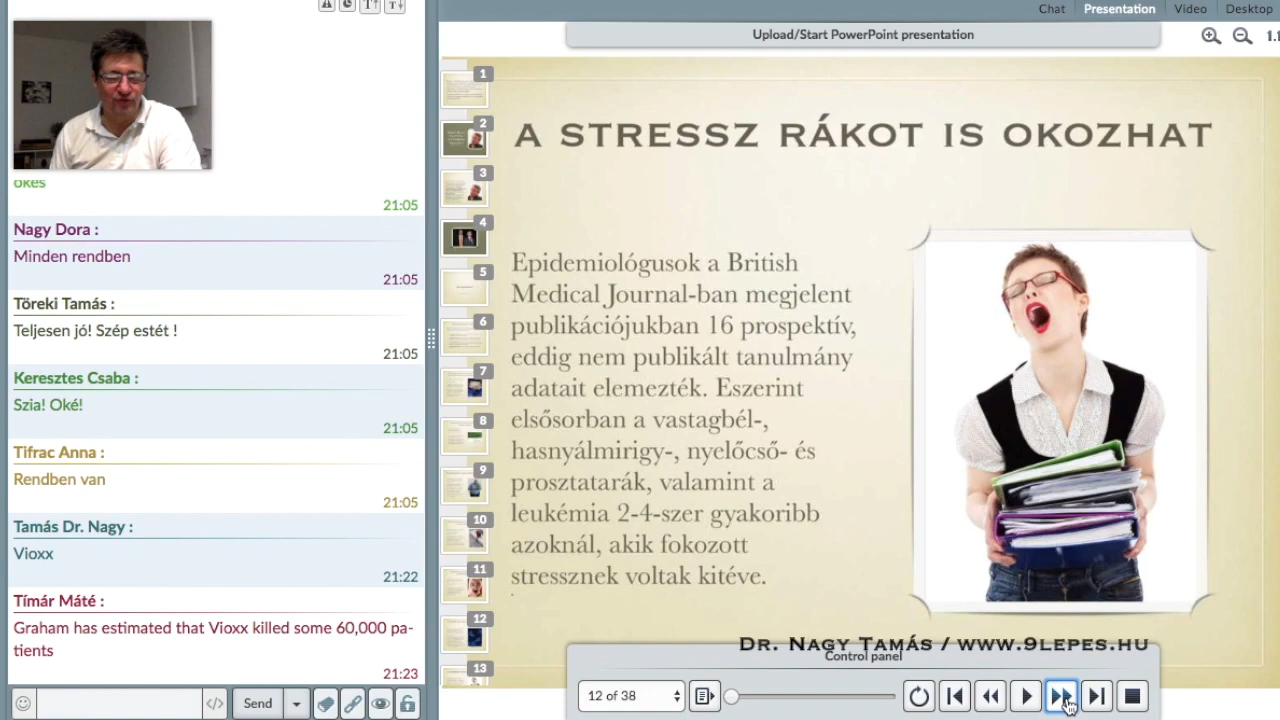 Chat
Presentation
Video
Desktop
Upload/Start PowerPoint presentation
okés
21:05
Nagy Dora :
Minden rendben
21:05
Töreki Tamás :
Teljesen jó! Szép estét !
21:05
Keresztes Csaba :
Szia! Oké!
21:05
Tifrac Anna :
Rendben van
21:05
Tamás Dr. Nagy :
Vioxx
21:22
Tímár Máté :
Graham has estimated that Vioxx killed some 60,000 pa-
tients
21:23
Send
1
2
3
4
5
6
7
8
9
10
11
12
13
A STRESSZ RÁKOT IS OKOZHAT
Epidemiológusok a British
Medical Journal-ban megjelent
publikációjukban 16 prospektív,
eddig nem publikált tanulmány
adatait elemezték. Eszerint
elsősorban a vastagbél-,
hasnyálmirigy-, nyelőcső- és
prosztatarák, valamint a
leukémia 2-4-szer gyakoribb
azoknál, akik fokozott
stressznek voltak kitéve.
DR. NAGY TAMÁS / WWW.9LEPES.HU
Control panel
12 of 38